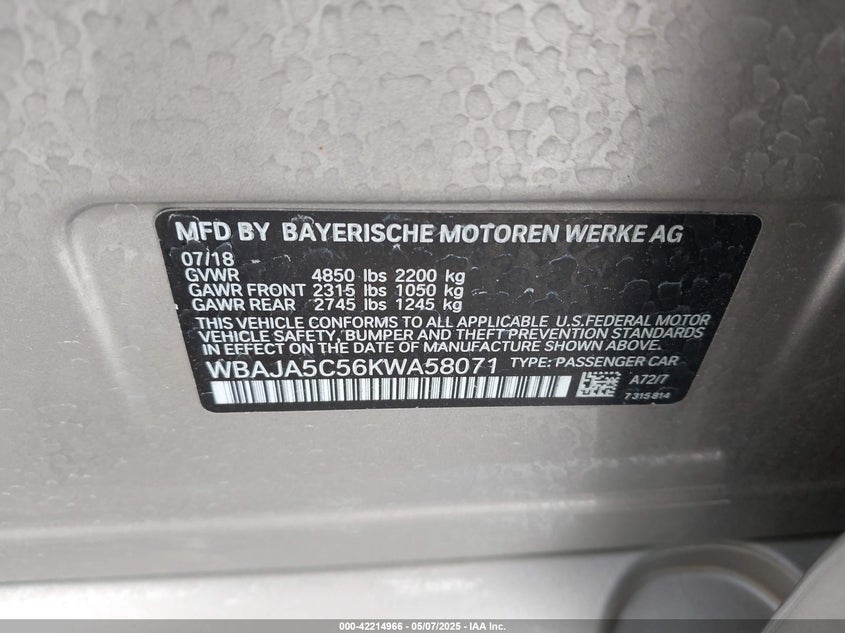 MFD BY BAYERISCHE MOTOREN WERKE AG
07/18
GVWR 4850 lbs 2200 kg
GAWR FRONT 2315 lbs 1050 kg
GAWR REAR 2745 lbs 1245 kg
THIS VEHICLE CONFORMS TO ALL APPLICABLE U.S.FEDERAL MOTOR
VEHICLE SAFETY, BUMPER AND THEFT PREVENTION STANDARDS
IN EFFECT ON THE DATE OF MANUFACTURE SHOWN ABOVE.
WBAJA5C56KWA58071 TYPE: PASSENGER CAR
A72/7
7315814
000-42214966 — 05/07/2025 — IAA Inc.